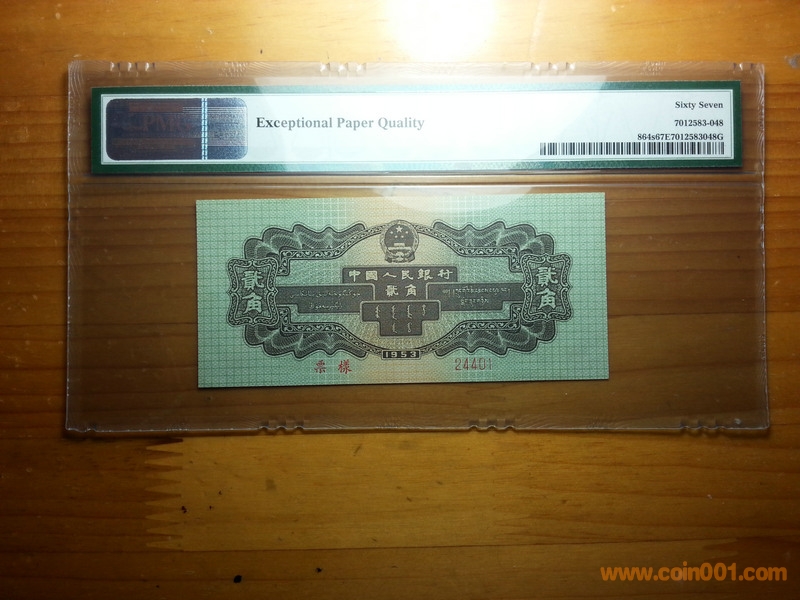 PMG
Exceptional Paper Quality
Sixty Seven
7012583-048
864s67E7012583048G
中國人民銀行
貳角
貳角
貳角
1953
票樣
24401
www.coin001.com